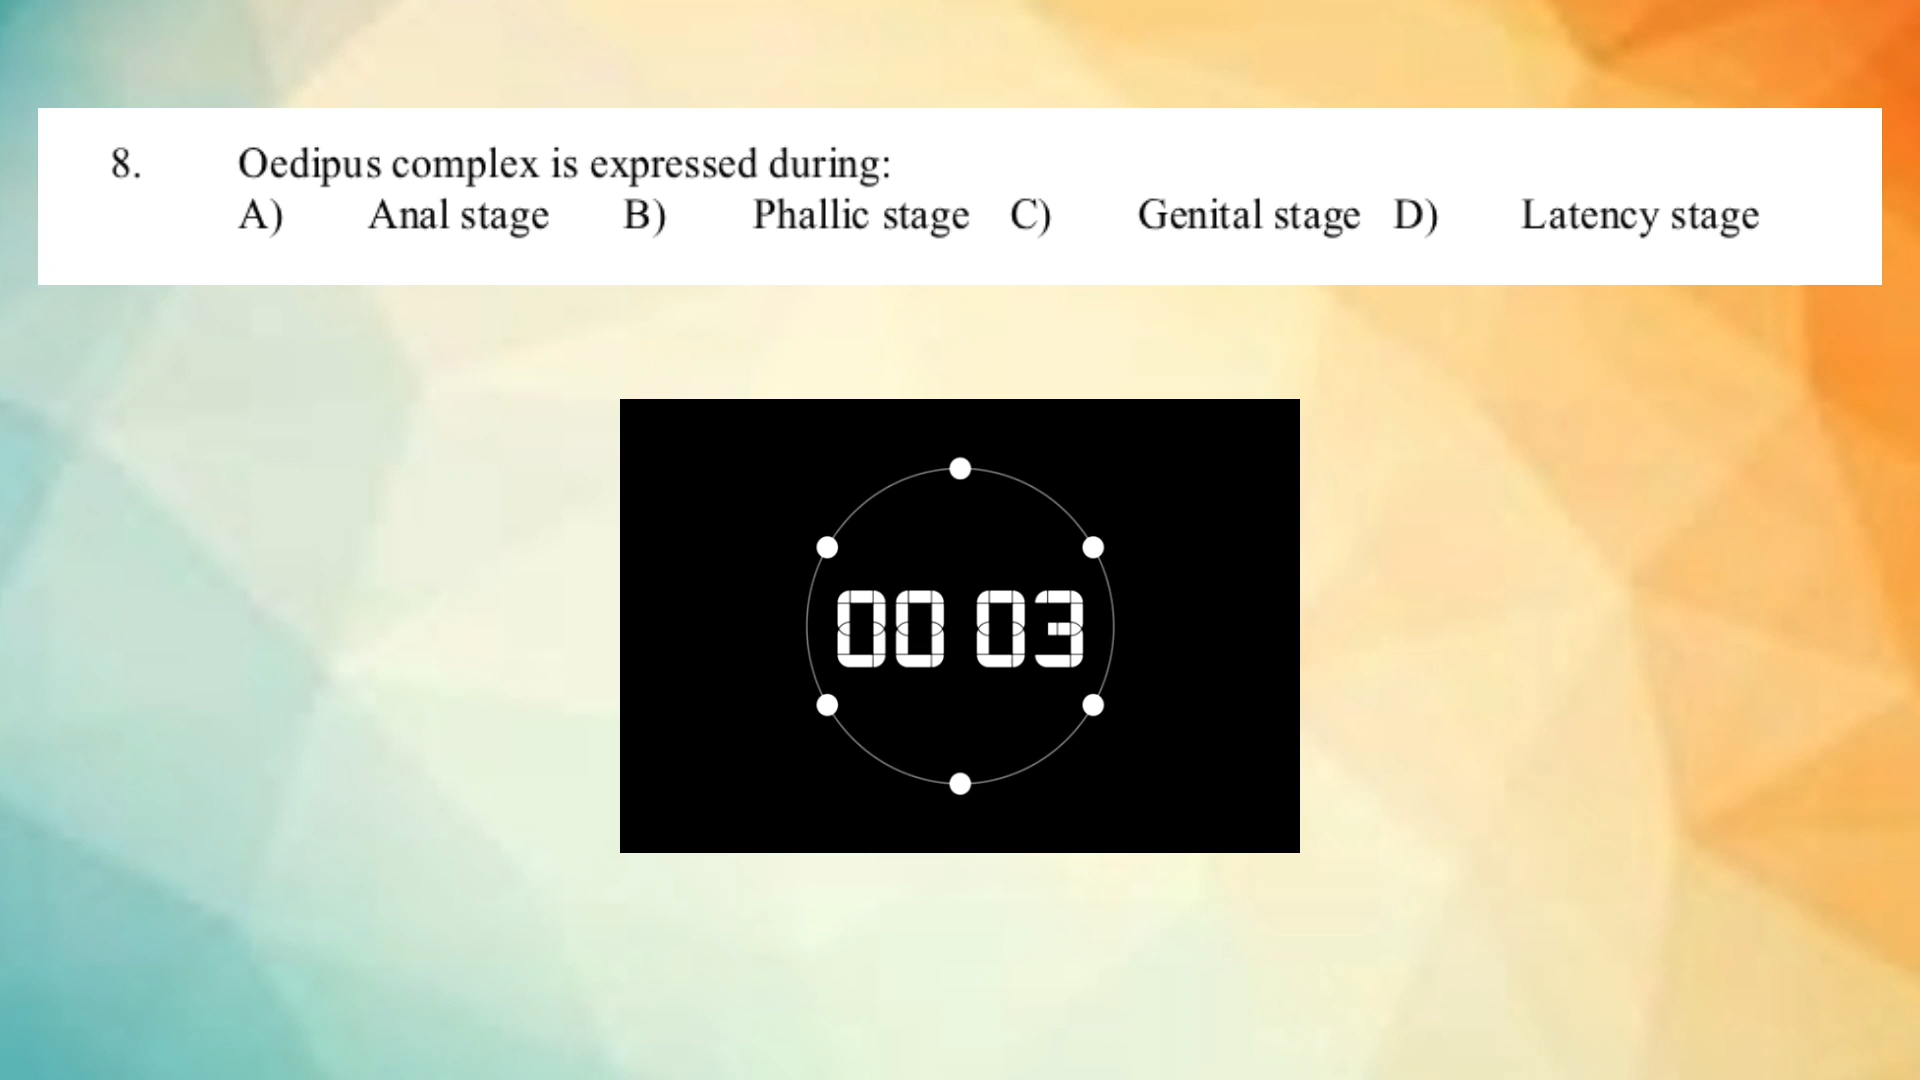 8. Oedipus complex is expressed during:
A) Anal stage B) Phallic stage C) Genital stage D) Latency stage
00 03